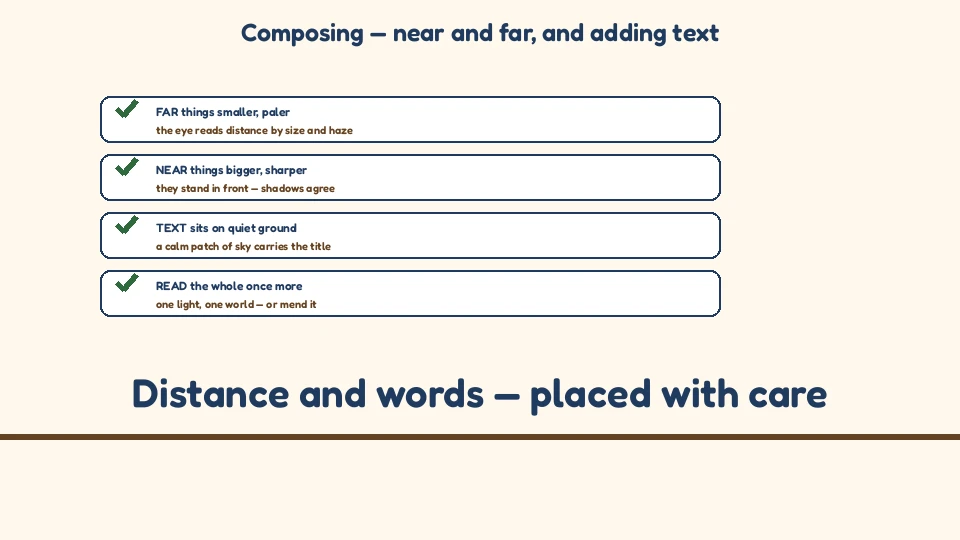 Composing — near and far, and adding text
FAR things smaller, paler
the eye reads distance by size and haze
NEAR things bigger, sharper
they stand in front — shadows agree
TEXT sits on quiet ground
a calm patch of sky carries the title
READ the whole once more
one light, one world — or mend it
Distance and words — placed with care